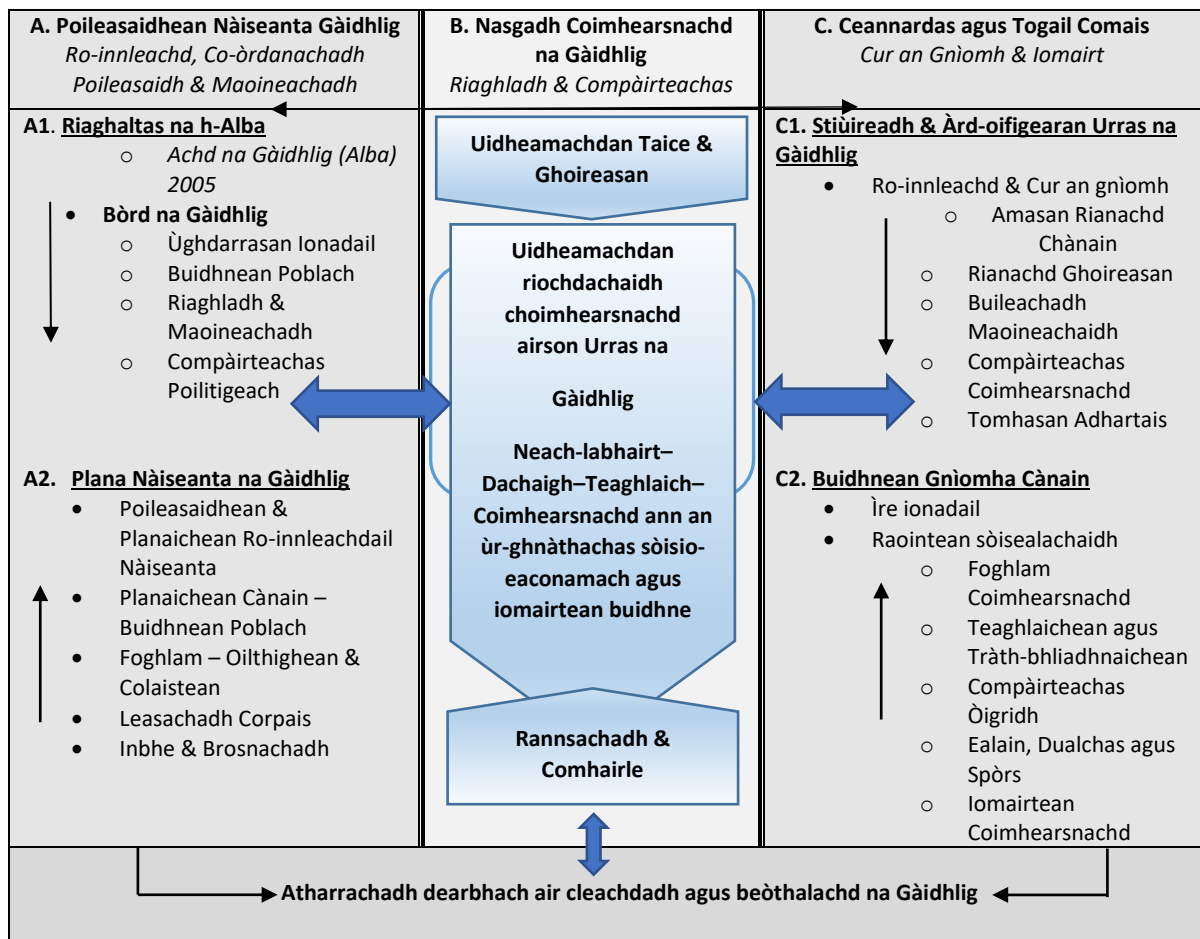 A. Poileasaidhean Nàiseanta Gàidhlig
Ro-innleachd, Co-òrdanachadh
Poileasaidh & Maoineachadh
B. Nasgadh Coimhearsnachd
na Gàidhlig
Riaghladh & Compàirteachas
C. Ceannardas agus Togail Comais
Cur an Gnìomh & Iomairt
A1. Riaghaltas na h-Alba
o Achd na Gàidhlig (Alba)
2005
• Bòrd na Gàidhlig
o Ùghdarrasan Ionadail
o Buidhnean Poblach
o Riaghladh &
Maoineachadh
o Compàirteachas
Poilitigeach
A2. Plana Nàiseanta na Gàidhlig
• Poileasaidhean &
Planaichean Ro-innleachdail
Nàiseanta
• Planaichean Cànain –
Buidhnean Poblach
• Foghlam – Oilthighean &
Colaistean
• Leasachadh Corpais
• Inbhe & Brosnachadh
Uidheamachdan Taice &
Ghoireasan
Uidheamachdan
riochdachaidh
choimhearsnachd
airson Urras na
Gàidhlig
Neach-labhairt–
Dachaigh–Teaghlaich–
Coimhearsnachd ann an
ùr-ghnàthachas sòisio-
eaconamach agus
iomairtean buidhne
Rannsachadh &
Comhairle
C1. Stiùireadh & Àrd-oifigearan Urras na
Gàidhlig
• Ro-innleachd & Cur an gnìomh
o Amasan Rianachd
Chànain
o Rianachd Ghoireasan
o Buileachadh
Maoineachaidh
o Compàirteachas
Coimhearsnachd
o Tomhasan Adhartais
C2. Buidhnean Gnìomha Cànain
• Ìre ionadail
• Raointean sòisealachaidh
o Foghlam
Coimhearsnachd
o Teaghlaichean agus
Tràth-bhliadhnaichean
o Compàirteachas
Òigridh
o Ealain, Dualchas agus
Spòrs
o Iomairtean
Coimhearsnachd
Atharrachadh dearbhach air cleachdadh agus beòthalachd na Gàidhlig